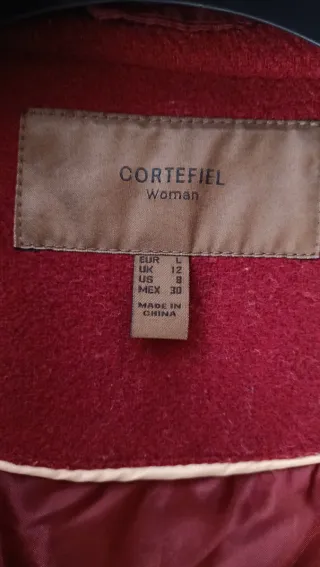 CORTEFIEL
Woman
EUR L
UK 12
US 8
MEX 30
MADE IN
CHINA